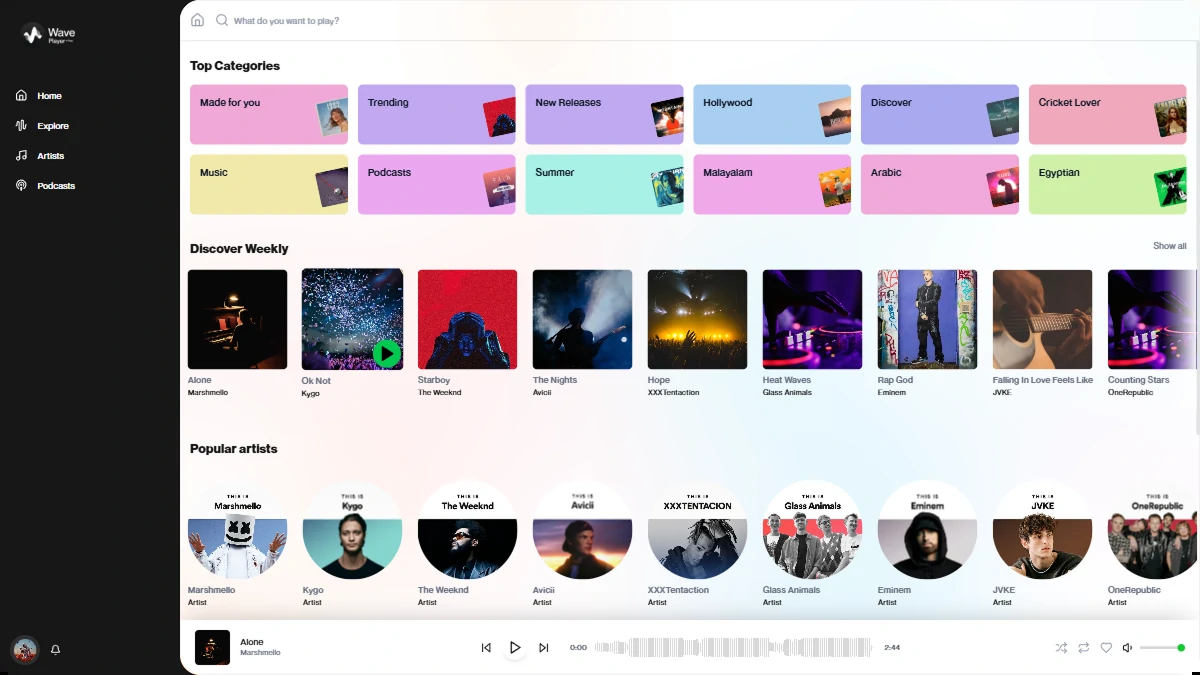 Wave
Player
What do you want to play?
Home
Explore
Artists
Podcasts
Top Categories
Made for you
Trending
New Releases
Hollywood
Discover
Cricket Lover
Music
Podcasts
Summer
Malayalam
Arabic
Egyptian
Discover Weekly
Show all
Alone
Marshmello
Ok Not
Kygo
Starboy
The Weeknd
The Nights
Avicii
Hope
XXXTentaction
Heat Waves
Glass Animals
Rap God
Eminem
Falling In Love Feels Like
JVKE
Counting Stars
OneRepublic
Popular artists
THIS IS
Marshmello
THIS IS
Kygo
THIS IS
The Weeknd
THIS IS
Avicii
THIS IS
XXXTENTACION
THIS IS
Glass Animals
THIS IS
Eminem
THIS IS
JVKE
THIS IS
OneRepublic
Marshmello
Artist
Kygo
Artist
The Weeknd
Artist
Avicii
Artist
XXXTentaction
Artist
Glass Animals
Artist
Eminem
Artist
JVKE
Artist
OneRepublic
Artist
Alone
Marshmello
0:00
2:44